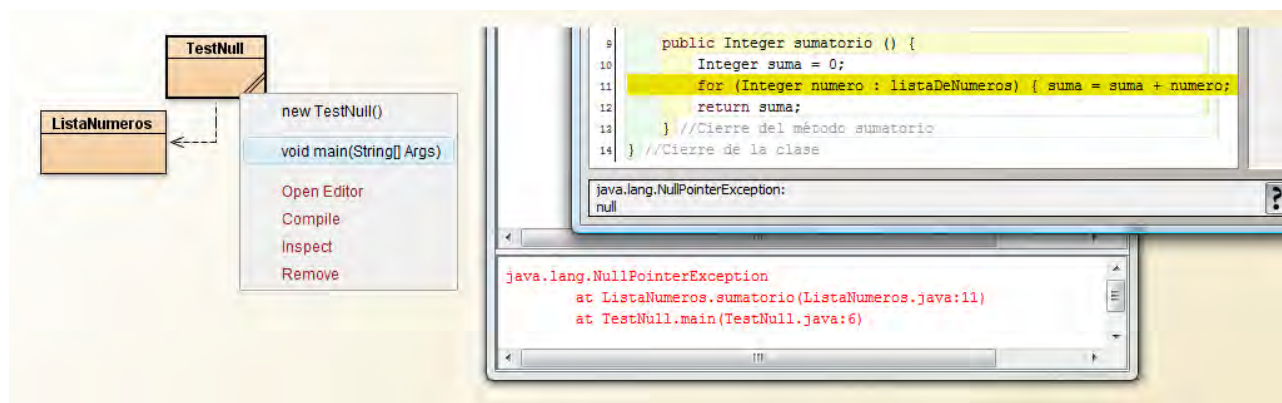 TestNull
ListaNumeros
new TestNull()
void main(String[] Args)
Open Editor
Compile
Inspect
Remove
9 public Integer sumatorio () {
10 Integer suma = 0;
11 for (Integer numero : listaDeNumeros) { suma = suma + numero;
12 return suma;
13 } //Cierre del método sumatorio
14 } //Cierre de la clase
java.lang.NullPointerException:
null
?
java.lang.NullPointerException
at ListaNumeros.sumatorio(ListaNumeros.java:11)
at TestNull.main(TestNull.java:6)